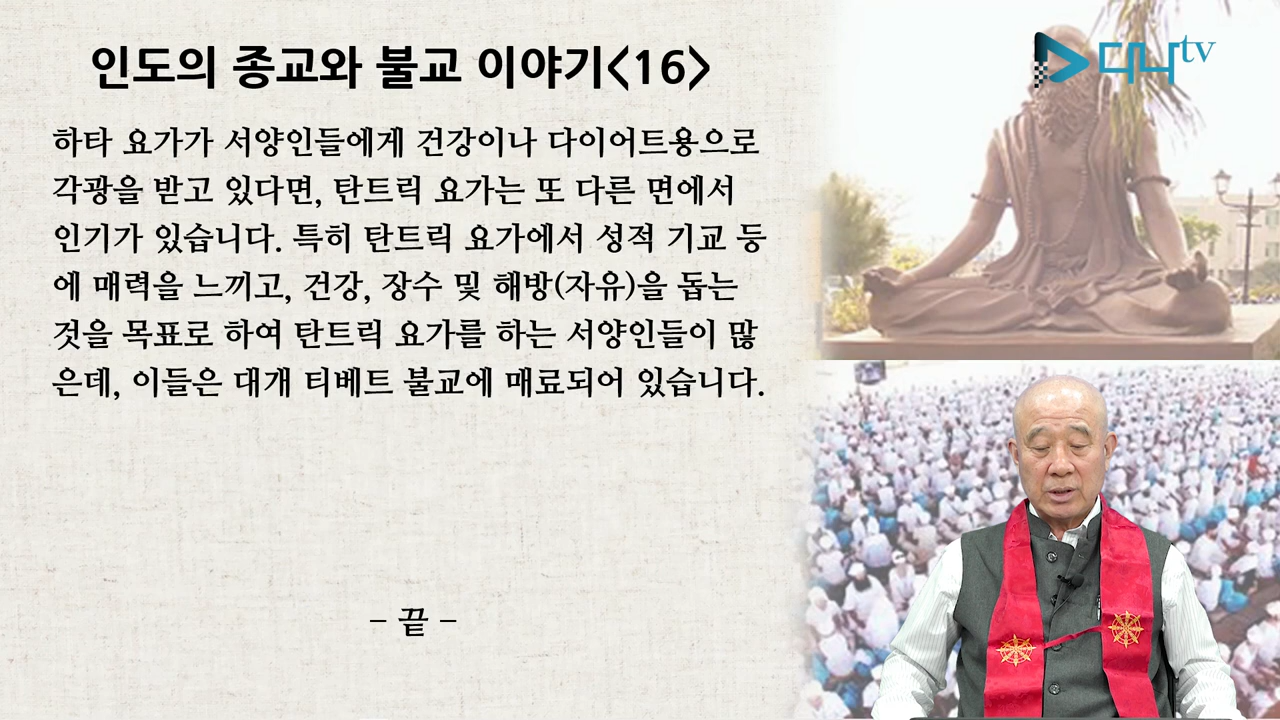 인도의 종교와 불교 이야기<16>
하타 요가가 서양인들에게 건강이나 다이어트용으로
각광을 받고 있다면, 탄트릭 요가는 또 다른 면에서
인기가 있습니다. 특히 탄트릭 요가에서 성적 기교 등
에 매력을 느끼고, 건강, 장수 및 해방(자유)을 돕는
것을 목표로 하여 탄트릭 요가를 하는 서양인들이 많
은데, 이들은 대개 티베트 불교에 매료되어 있습니다.
– 끝 –
tv